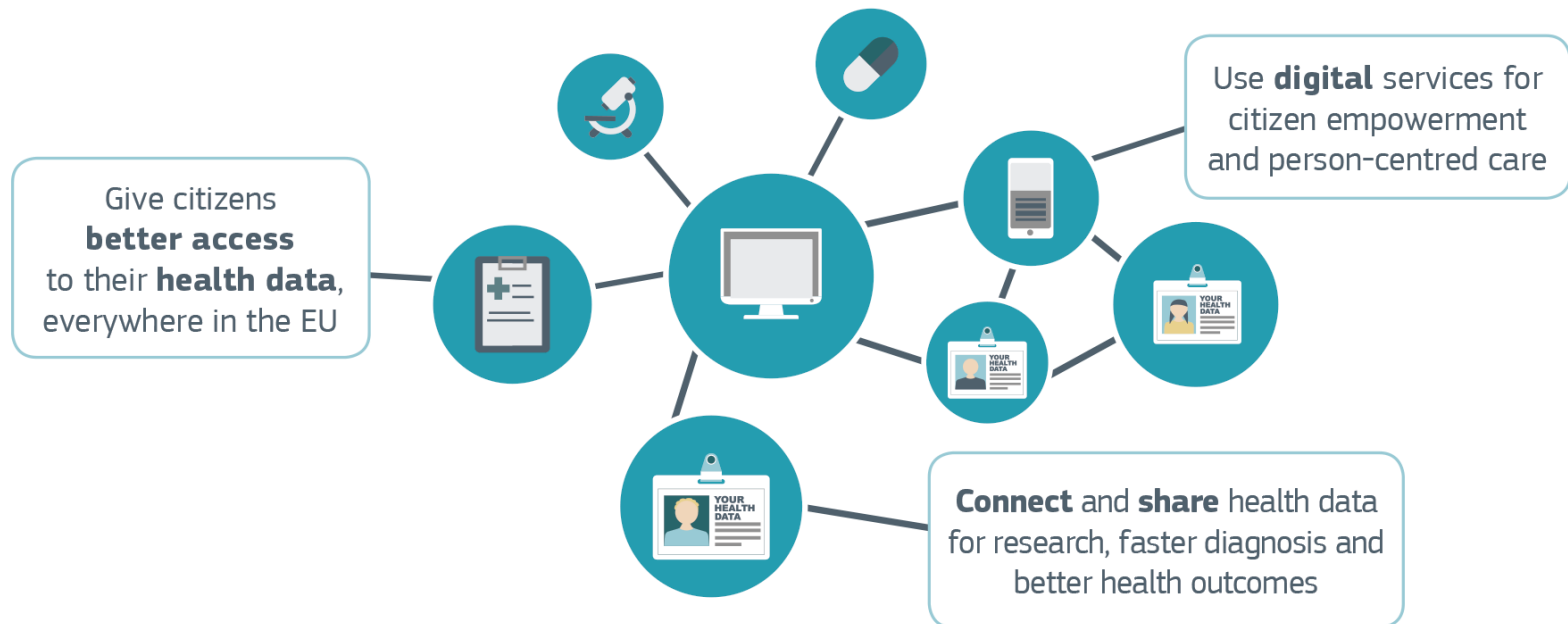 Give citizens
better access
to their health data,
everywhere in the EU
Use digital services for
citizen empowerment
and person-centred care
YOUR
HEALTH
DATA
YOUR
HEALTH
DATA
YOUR
HEALTH
DATA
Connect and share health data
for research, faster diagnosis and
better health outcomes